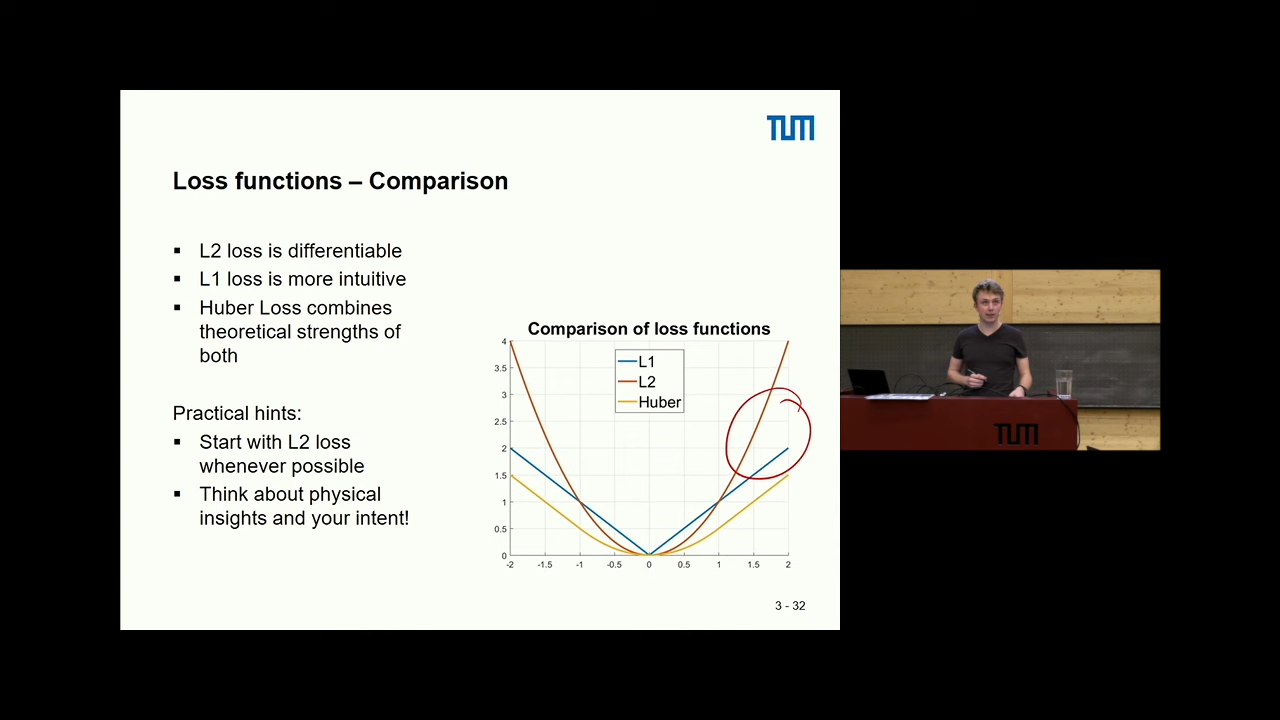 TUM
Loss functions – Comparison
▪ L2 loss is differentiable
▪ L1 loss is more intuitive
▪ Huber Loss combines
theoretical strengths of
both
Practical hints:
▪ Start with L2 loss
whenever possible
▪ Think about physical
insights and your intent!
Comparison of loss functions
L1
L2
Huber
4
3.5
3
2.5
2
1.5
1
0.5
0
-2 -1.5 -1 -0.5 0 0.5 1 1.5 2
3 - 32
TUM